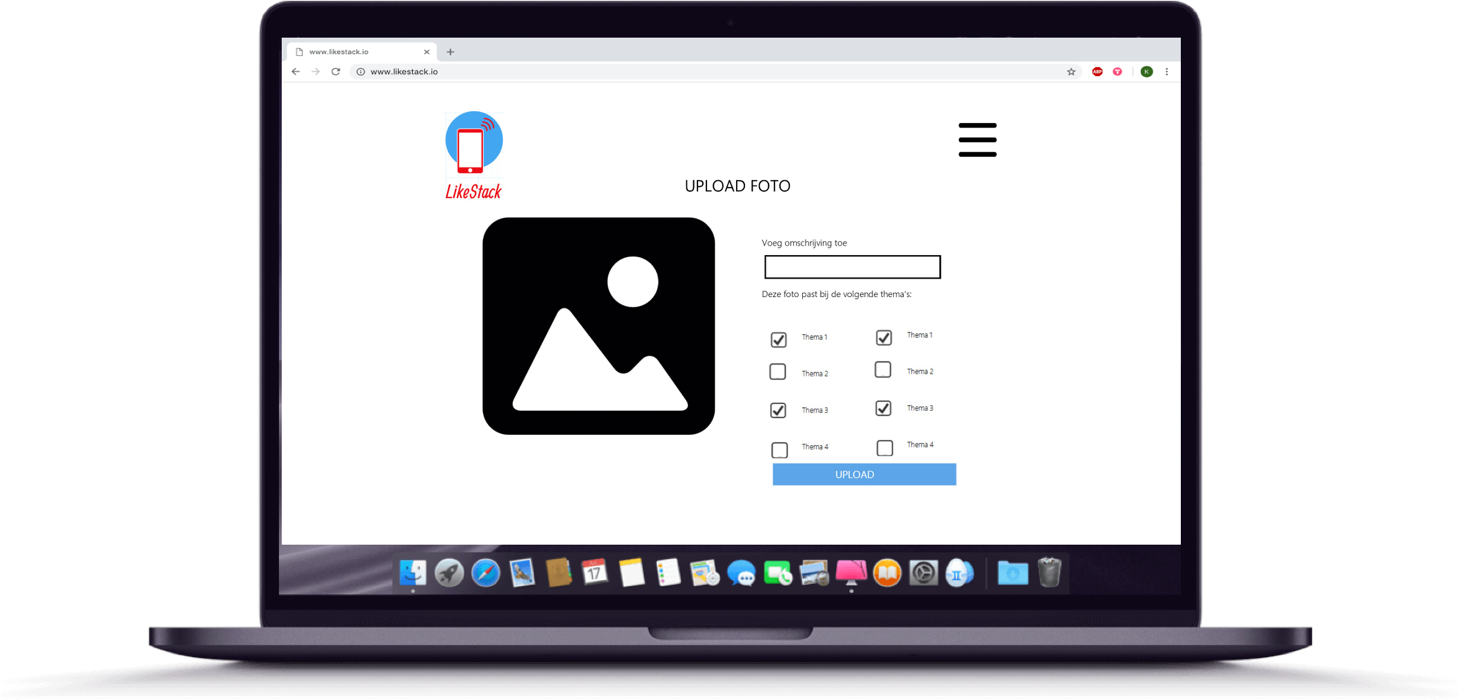 www.likestack.io
www.likestack.io
ABP
K
LikeStack
UPLOAD FOTO
Voeg omschrijving toe
Deze foto past bij de volgende thema's:
Thema 1
Thema 1
Thema 2
Thema 2
Thema 3
Thema 3
Thema 4
Thema 4
UPLOAD
17